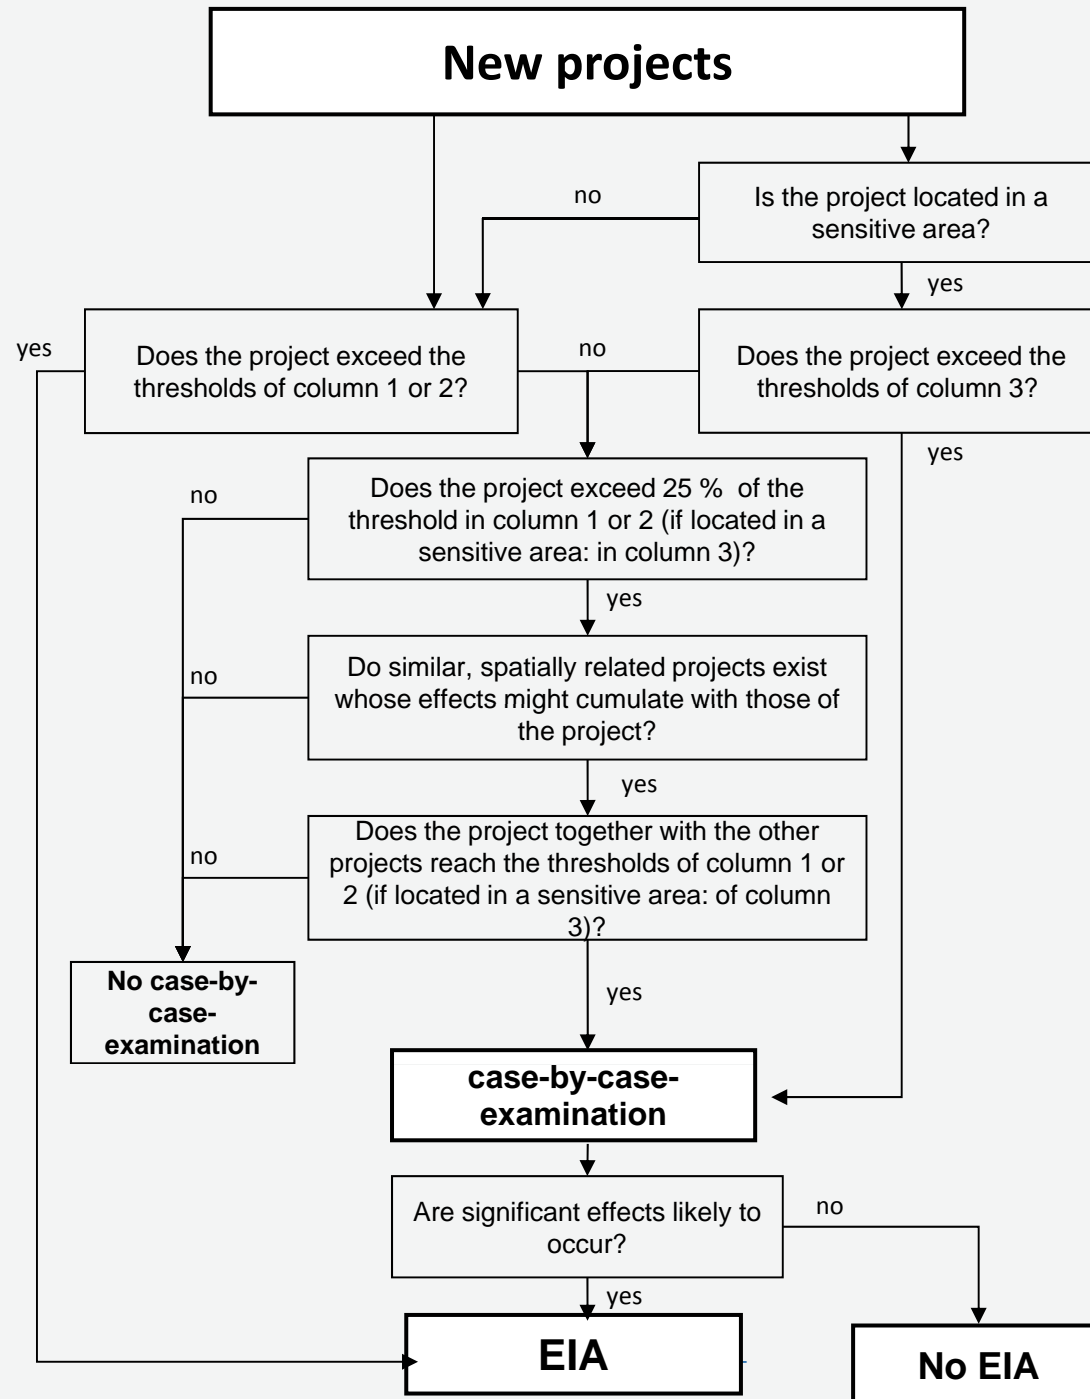 New projects
no
Is the project located in a
sensitive area?
yes
yes
Does the project exceed the
thresholds of column 1 or 2?
no
Does the project exceed the
thresholds of column 3?
yes
no
Does the project exceed 25 % of the
threshold in column 1 or 2 (if located in a
sensitive area: in column 3)?
yes
no
Do similar, spatially related projects exist
whose effects might cumulate with those of
the project?
yes
no
Does the project together with the other
projects reach the thresholds of column 1 or
2 (if located in a sensitive area: of column
3)?
No case-by-
case-
examination
yes
case-by-case-
examination
Are significant effects likely to
occur?
no
yes
EIA
No EIA